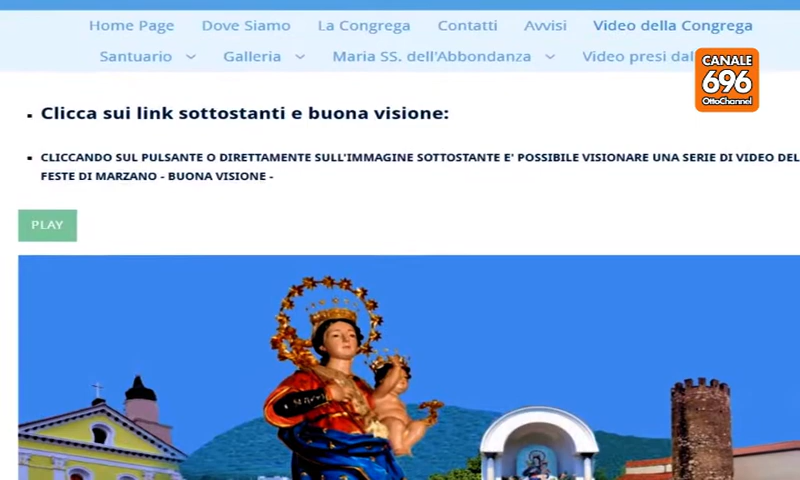 Home Page Dove Siamo La Congrega Contatti Avvisi Video della Congrega
Santuario Galleria Maria SS. dell'Abbondanza Video presi dal
CANALE
696
OttoChannel
Clicca sui link sottostanti e buona visione:
CLICCANDO SUL PULSANTE O DIRETTAMENTE SULL'IMMAGINE SOTTOSTANTE E' POSSIBILE VISIONARE UNA SERIE DI VIDEO DEL
FESTE DI MARZANO - BUONA VISIONE -
PLAY